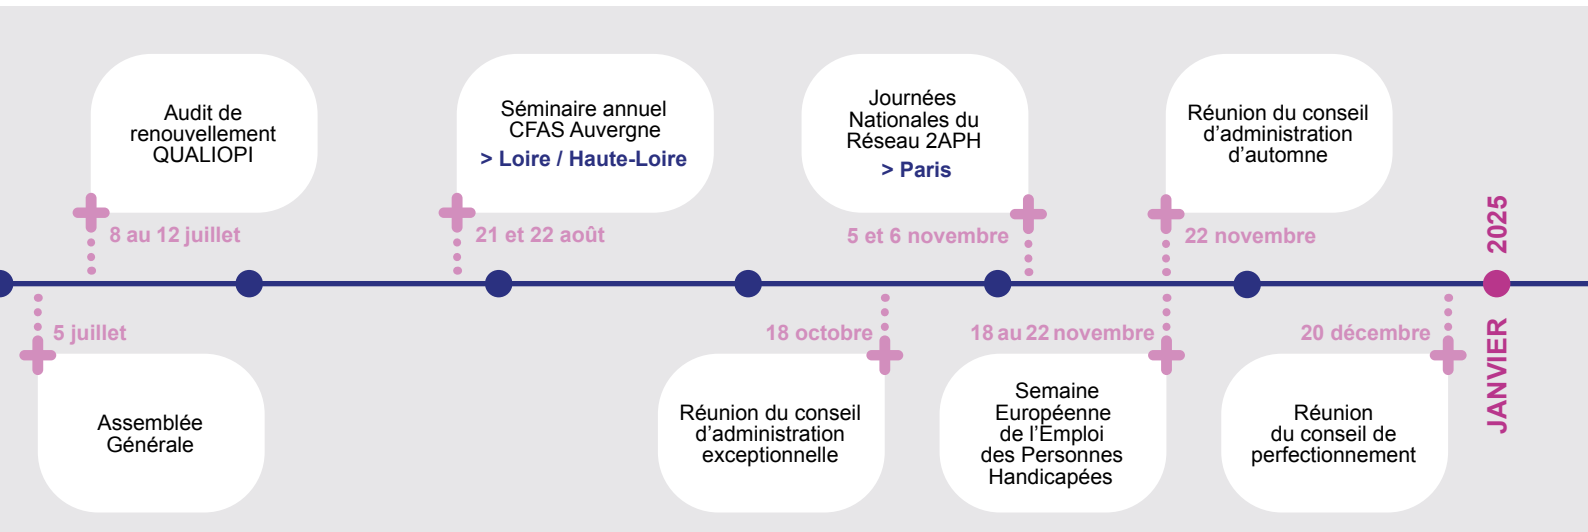 Audit de
renouvellement
QUALIOPI
8 au 12 juillet
Séminaire annuel
CFAS Auvergne
> Loire / Haute-Loire
21 et 22 août
Journées
Nationales du
Réseau 2APH
> Paris
5 et 6 novembre
Réunion du conseil
d’administration
d’automne
22 novembre
5 juillet
Assemblée
Générale
18 octobre
Réunion du conseil
d’administration
exceptionnelle
18 au 22 novembre
Semaine
Européenne
de l’Emploi
des Personnes
Handicapées
20 décembre
Réunion
du conseil de
perfectionnement
JANVIER 2025